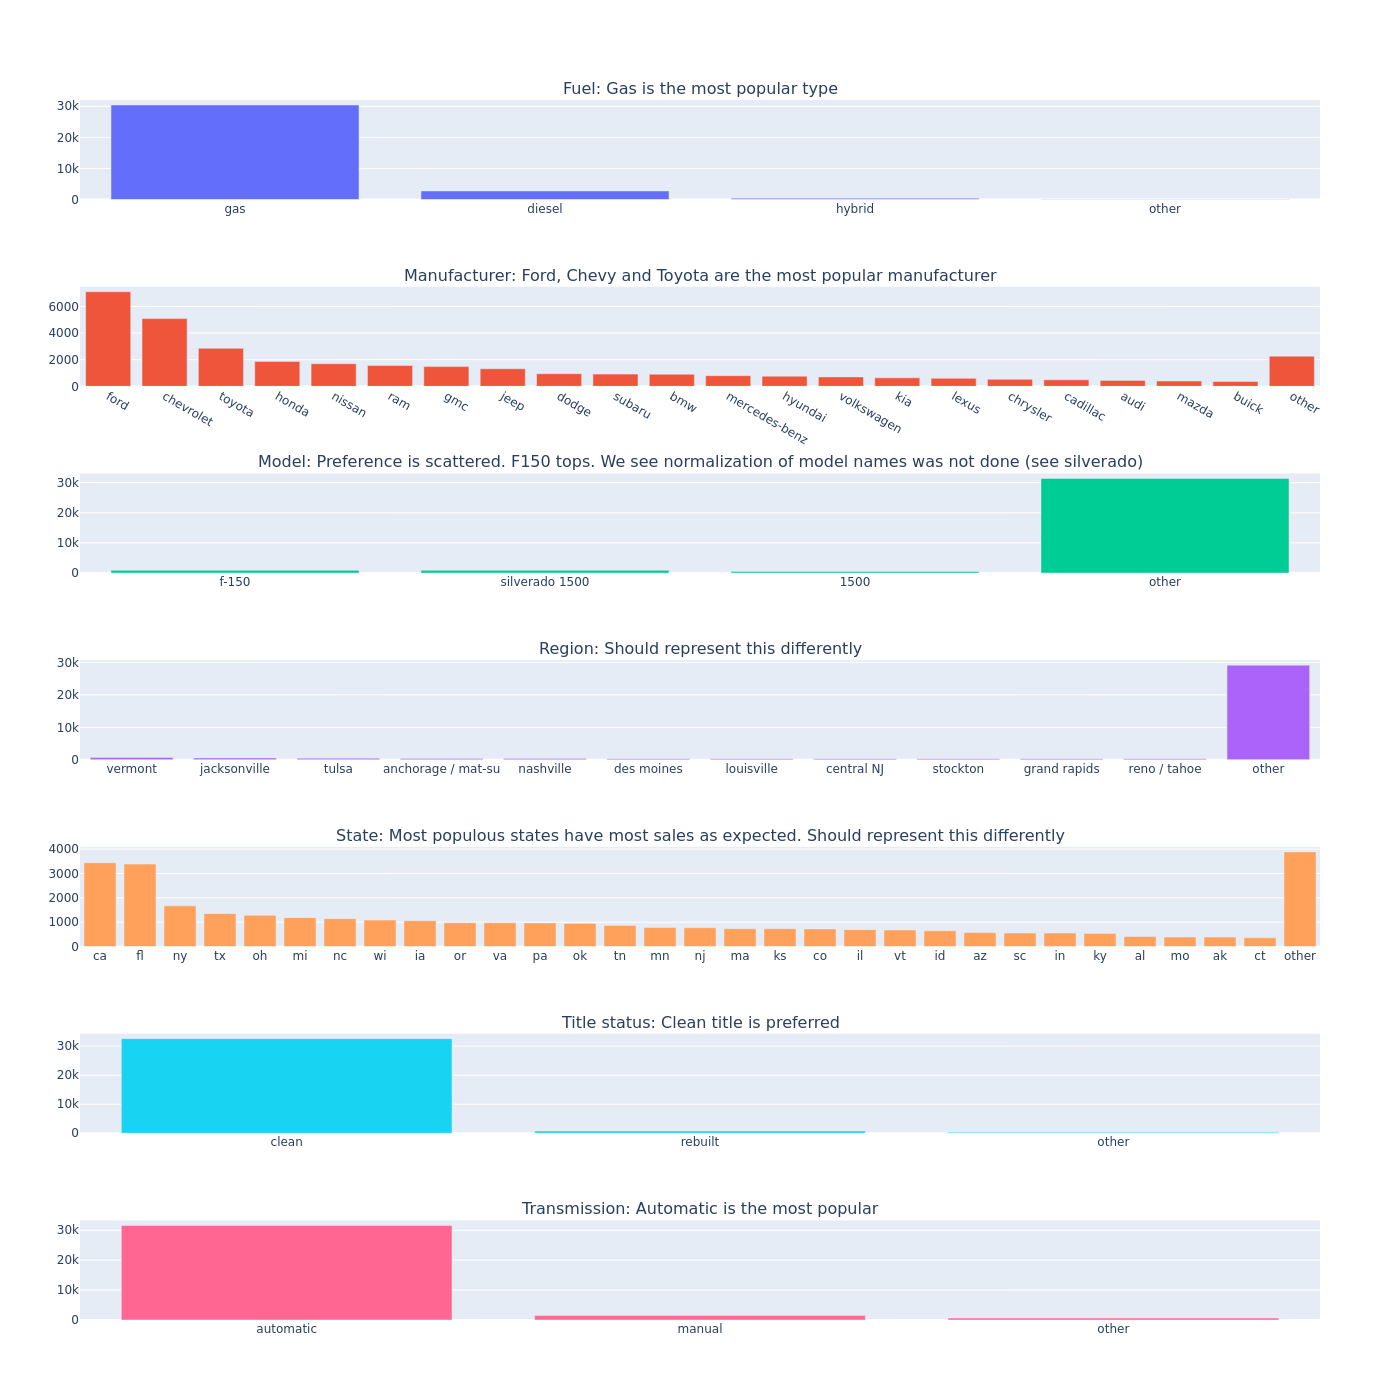 Fuel: Gas is the most popular type
30k
20k
10k
0
gas diesel hybrid other
Manufacturer: Ford, Chevy and Toyota are the most popular manufacturer
6000
4000
2000
0
ford chevrolet toyota honda nissan ram gmc jeep dodge subaru bmw mercedes-benz hyundai volkswagen kia lexus chrysler cadillac audi mazda buick other
Model: Preference is scattered. F150 tops. We see normalization of model names was not done (see silverado)
30k
20k
10k
0
f-150 silverado 1500 1500 other
Region: Should represent this differently
30k
20k
10k
0
vermont jacksonville tulsa anchorage / mat-su nashville des moines louisville central NJ stockton grand rapids reno / tahoe other
State: Most populous states have most sales as expected. Should represent this differently
4000
3000
2000
1000
0
ca fl ny tx oh mi nc wi ia or va pa ok tn mn nj ma ks co il vt id az sc in ky al mo ak ct other
Title status: Clean title is preferred
30k
20k
10k
0
clean rebuilt other
Transmission: Automatic is the most popular
30k
20k
10k
0
automatic manual other